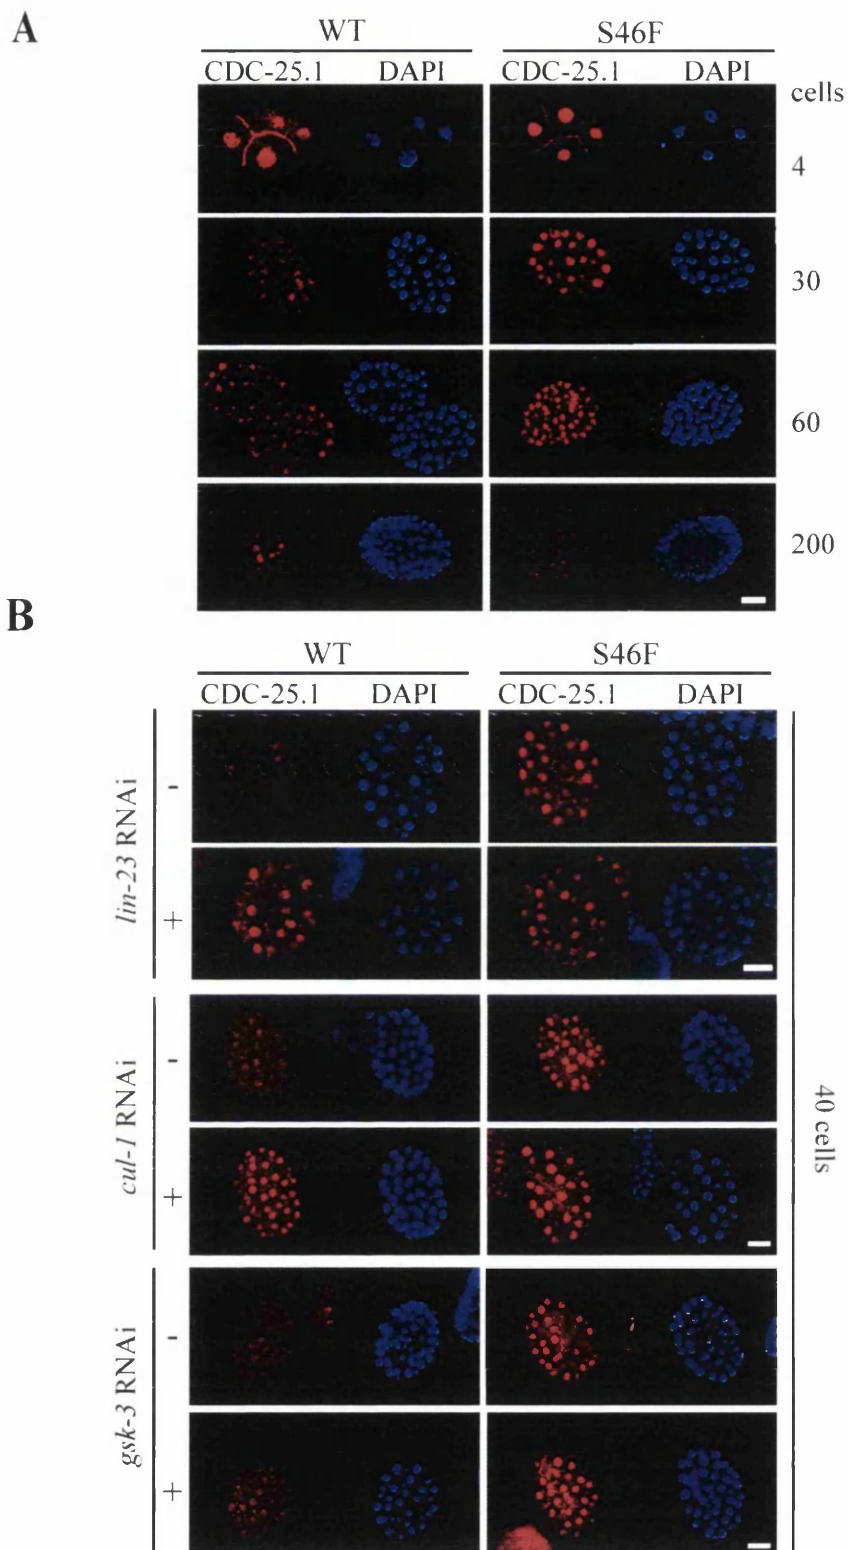 A
WT S46F
CDC-25.1 DAPI CDC-25.1 DAPI
cells
4
30
60
200
B
WT S46F
CDC-25.1 DAPI CDC-25.1 DAPI
lin-23 RNAi
-
+
cul-1 RNAi
-
+
gsk-3 RNAi
-
+
40 cells